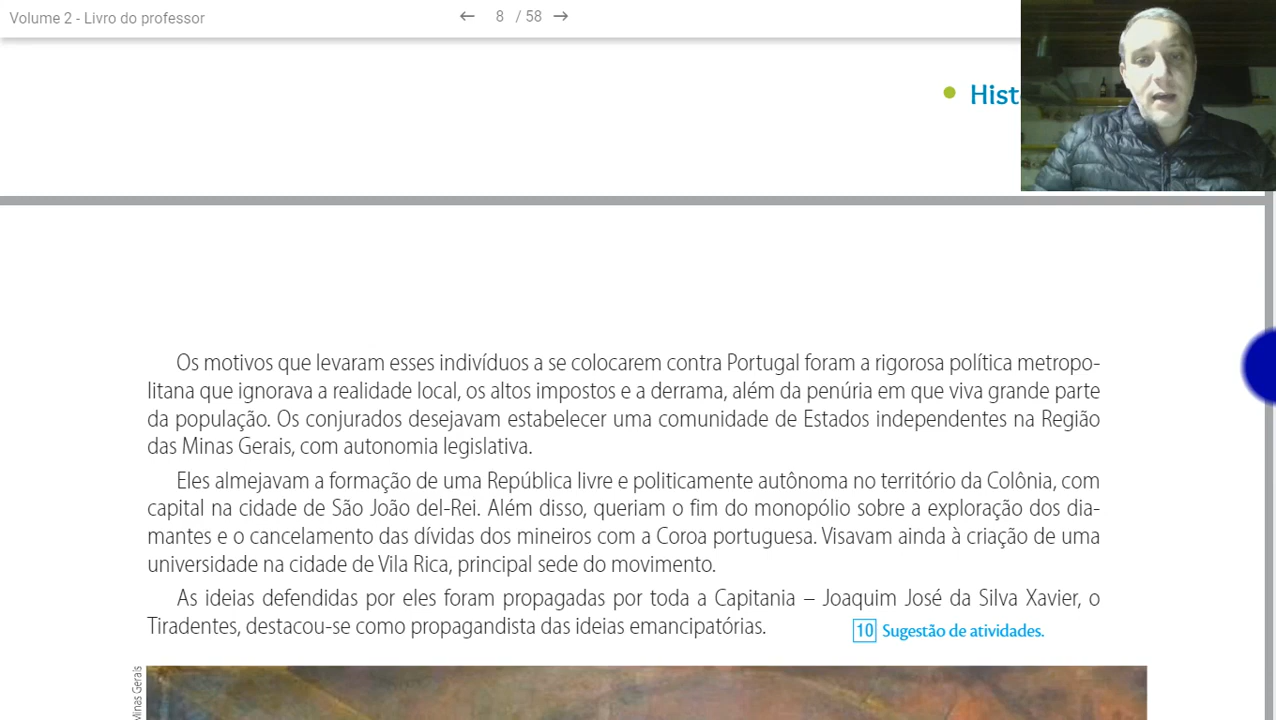 Volume 2 - Livro do professor
← 8 / 58 →
• Hist
Os motivos que levaram esses indivíduos a se colocarem contra Portugal foram a rigorosa política metropo-
litana que ignorava a realidade local, os altos impostos e a derrama, além da penúria em que viva grande parte
da população. Os conjurados desejavam estabelecer uma comunidade de Estados independentes na Região
das Minas Gerais, com autonomia legislativa.
Eles almejavam a formação de uma República livre e politicamente autônoma no território da Colônia, com
capital na cidade de São João del-Rei. Além disso, queriam o fim do monopólio sobre a exploração dos dia-
mantes e o cancelamento das dívidas dos mineiros com a Coroa portuguesa. Visavam ainda à criação de uma
universidade na cidade de Vila Rica, principal sede do movimento.
As ideias defendidas por eles foram propagadas por toda a Capitania – Joaquim José da Silva Xavier, o
Tiradentes, destacou-se como propagandista das ideias emancipatórias.
10 Sugestão de atividades.
Minas Gerais